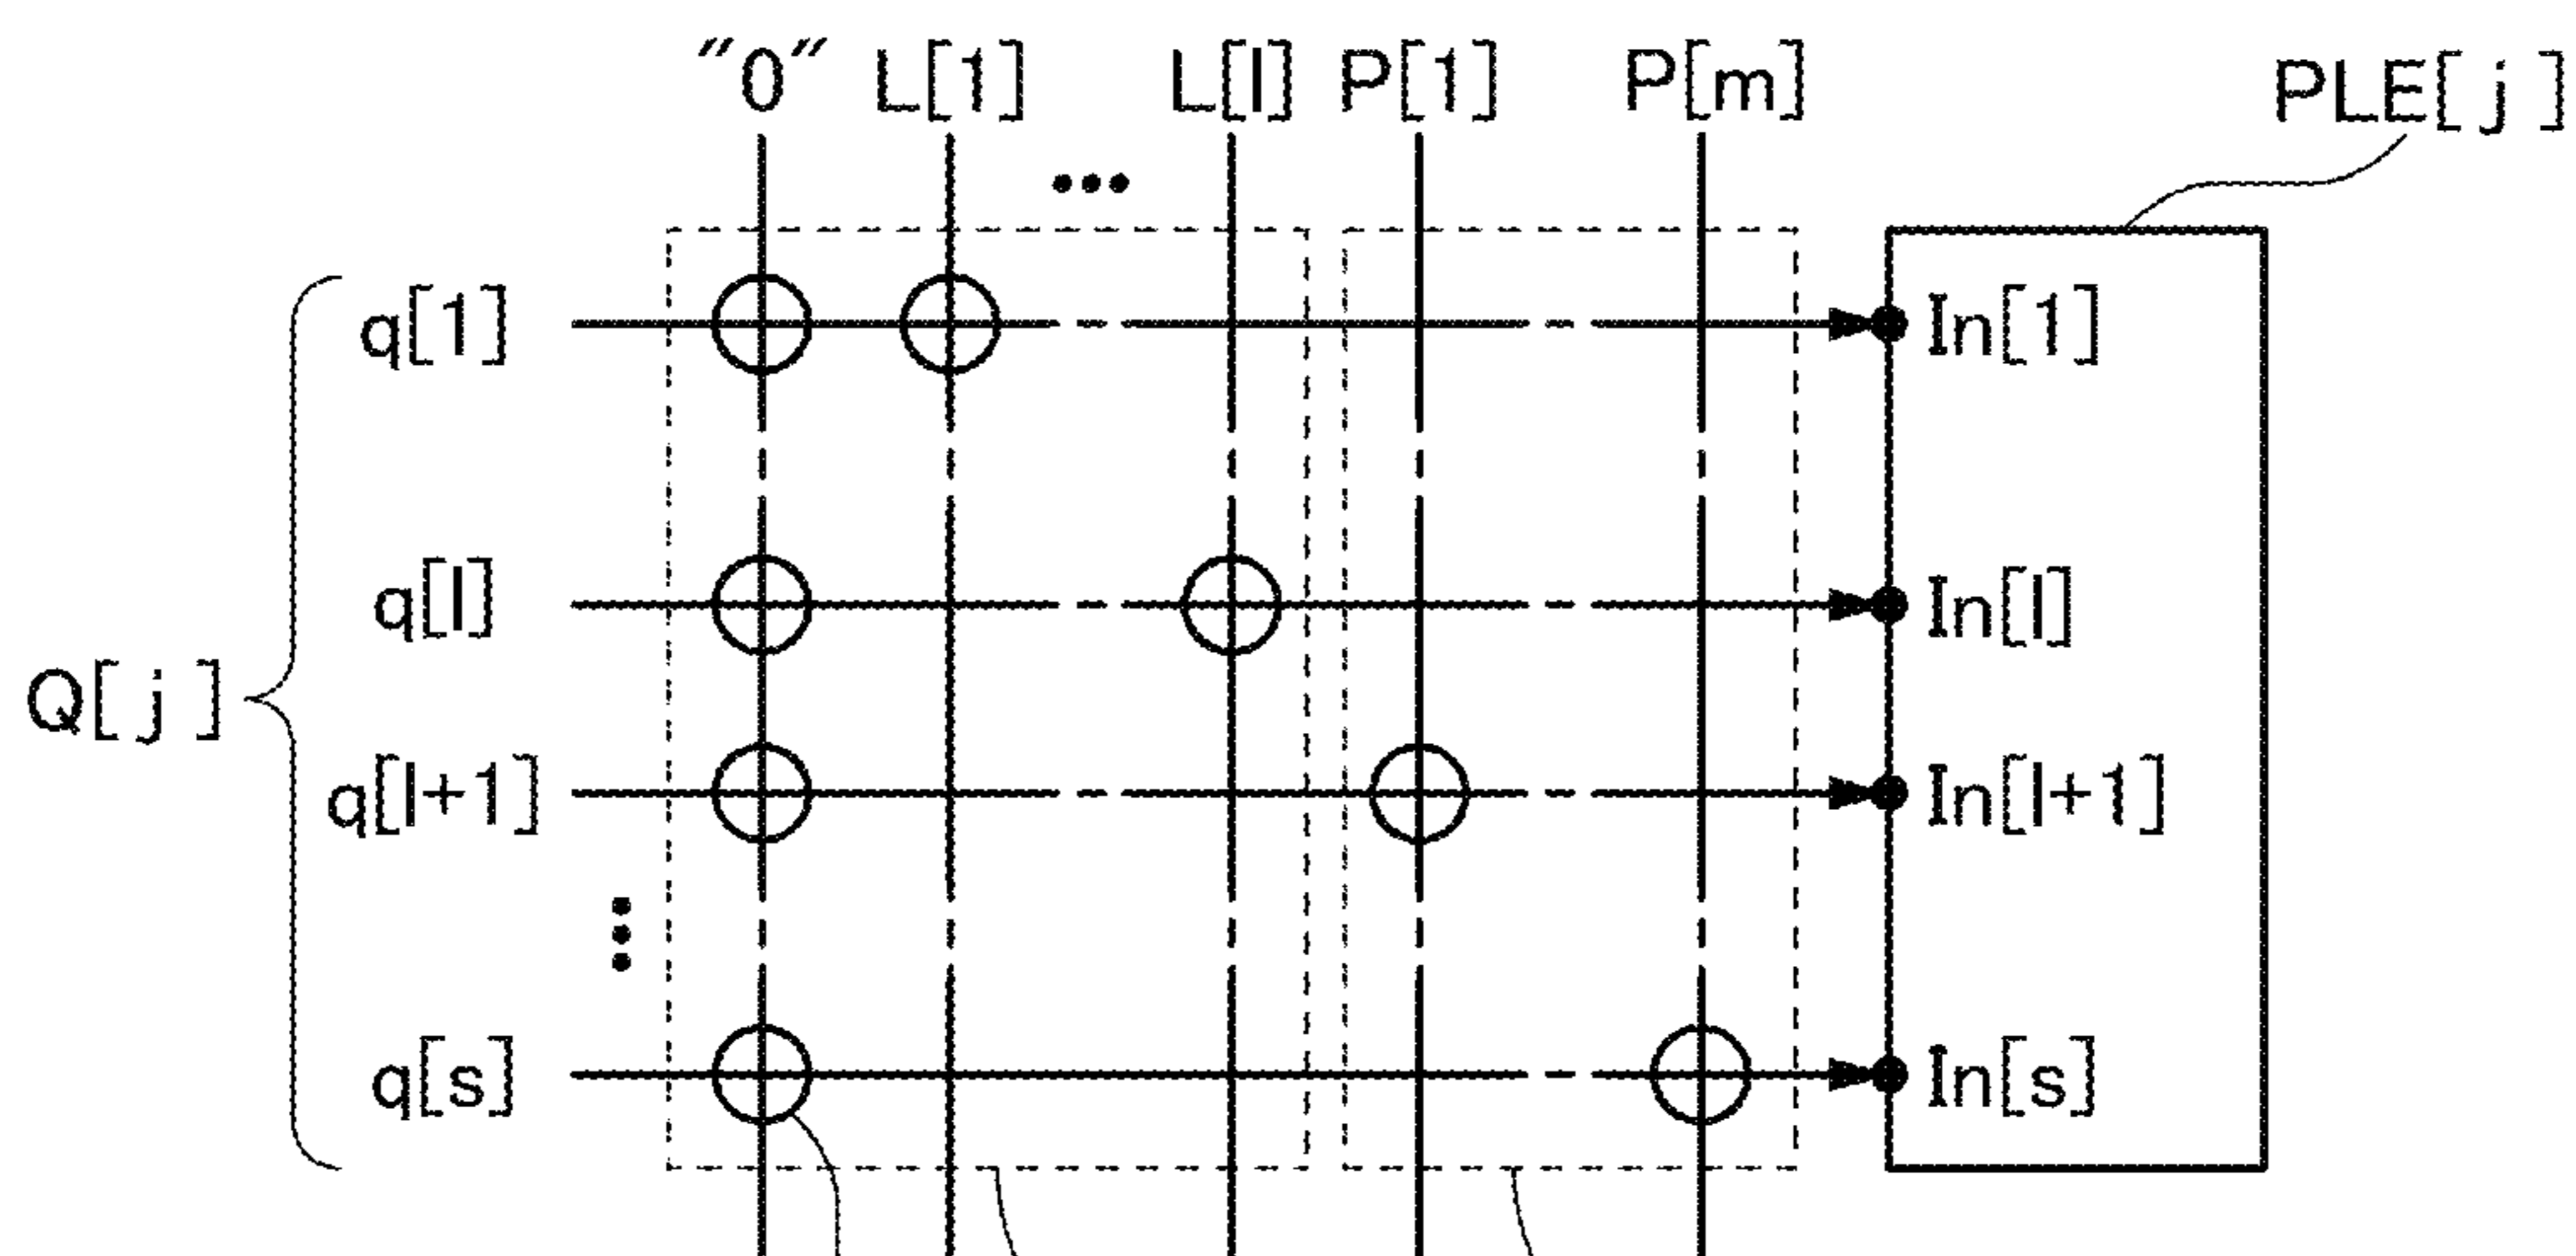 "0" L[1] L[l] P[1] P[m] PLE[j]
•••
q[1] In[1]
q[l] In[l]
Q[j]
q[l+1] In[l+1]
q[s] In[s]